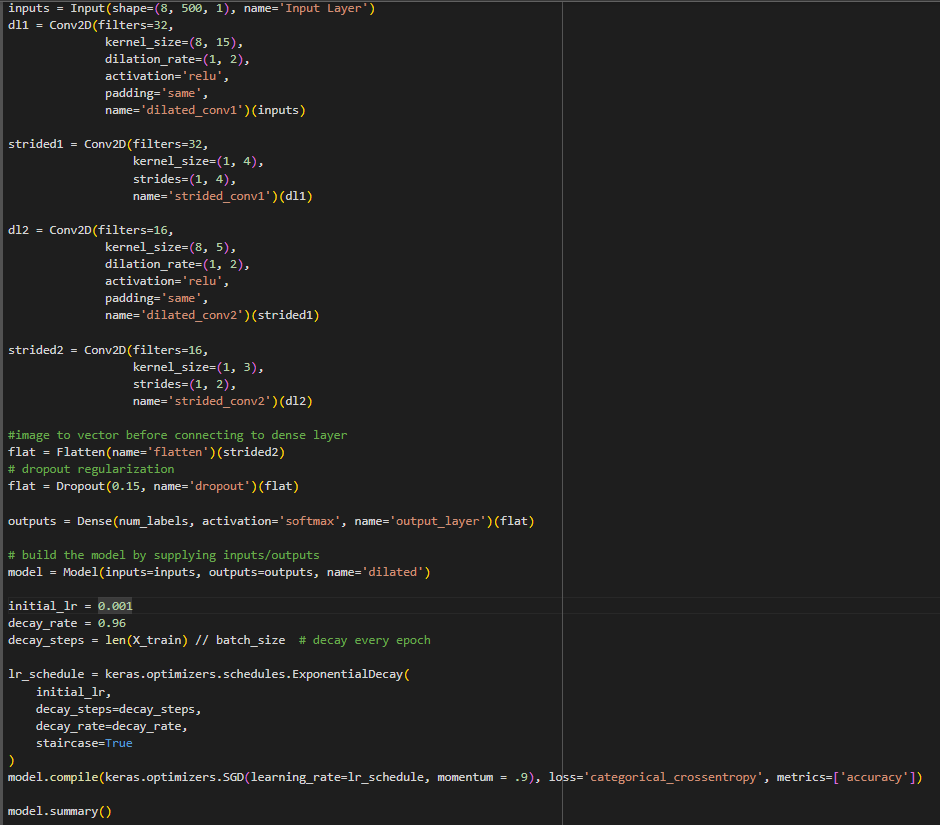 inputs = Input(shape=(8, 500, 1), name='Input Layer')
dl1 = Conv2D(filters=32,
              kernel_size=(8, 15),
              dilation_rate=(1, 2),
              activation='relu',
              padding='same',
              name='dilated_conv1')(inputs)

strided1 = Conv2D(filters=32,
                  kernel_size=(1, 4),
                  strides=(1, 4),
                  name='strided_conv1')(dl1)

dl2 = Conv2D(filters=16,
              kernel_size=(8, 5),
              dilation_rate=(1, 2),
              activation='relu',
              padding='same',
              name='dilated_conv2')(strided1)

strided2 = Conv2D(filters=16,
                  kernel_size=(1, 3),
                  strides=(1, 2),
                  name='strided_conv2')(dl2)

#image to vector before connecting to dense layer
flat = Flatten(name='flatten')(strided2)
# dropout regularization
flat = Dropout(0.15, name='dropout')(flat)

outputs = Dense(num_labels, activation='softmax', name='output_layer')(flat)

# build the model by supplying inputs/outputs
model = Model(inputs=inputs, outputs=outputs, name='dilated')

initial_lr = 0.001
decay_rate = 0.96
decay_steps = len(X_train) // batch_size  # decay every epoch

lr_schedule = keras.optimizers.schedules.ExponentialDecay(
    initial_lr,
    decay_steps=decay_steps,
    decay_rate=decay_rate,
    staircase=True
)
model.compile(keras.optimizers.SGD(learning_rate=lr_schedule, momentum = .9), loss='categorical_crossentropy', metrics=['accuracy'])

model.summary()